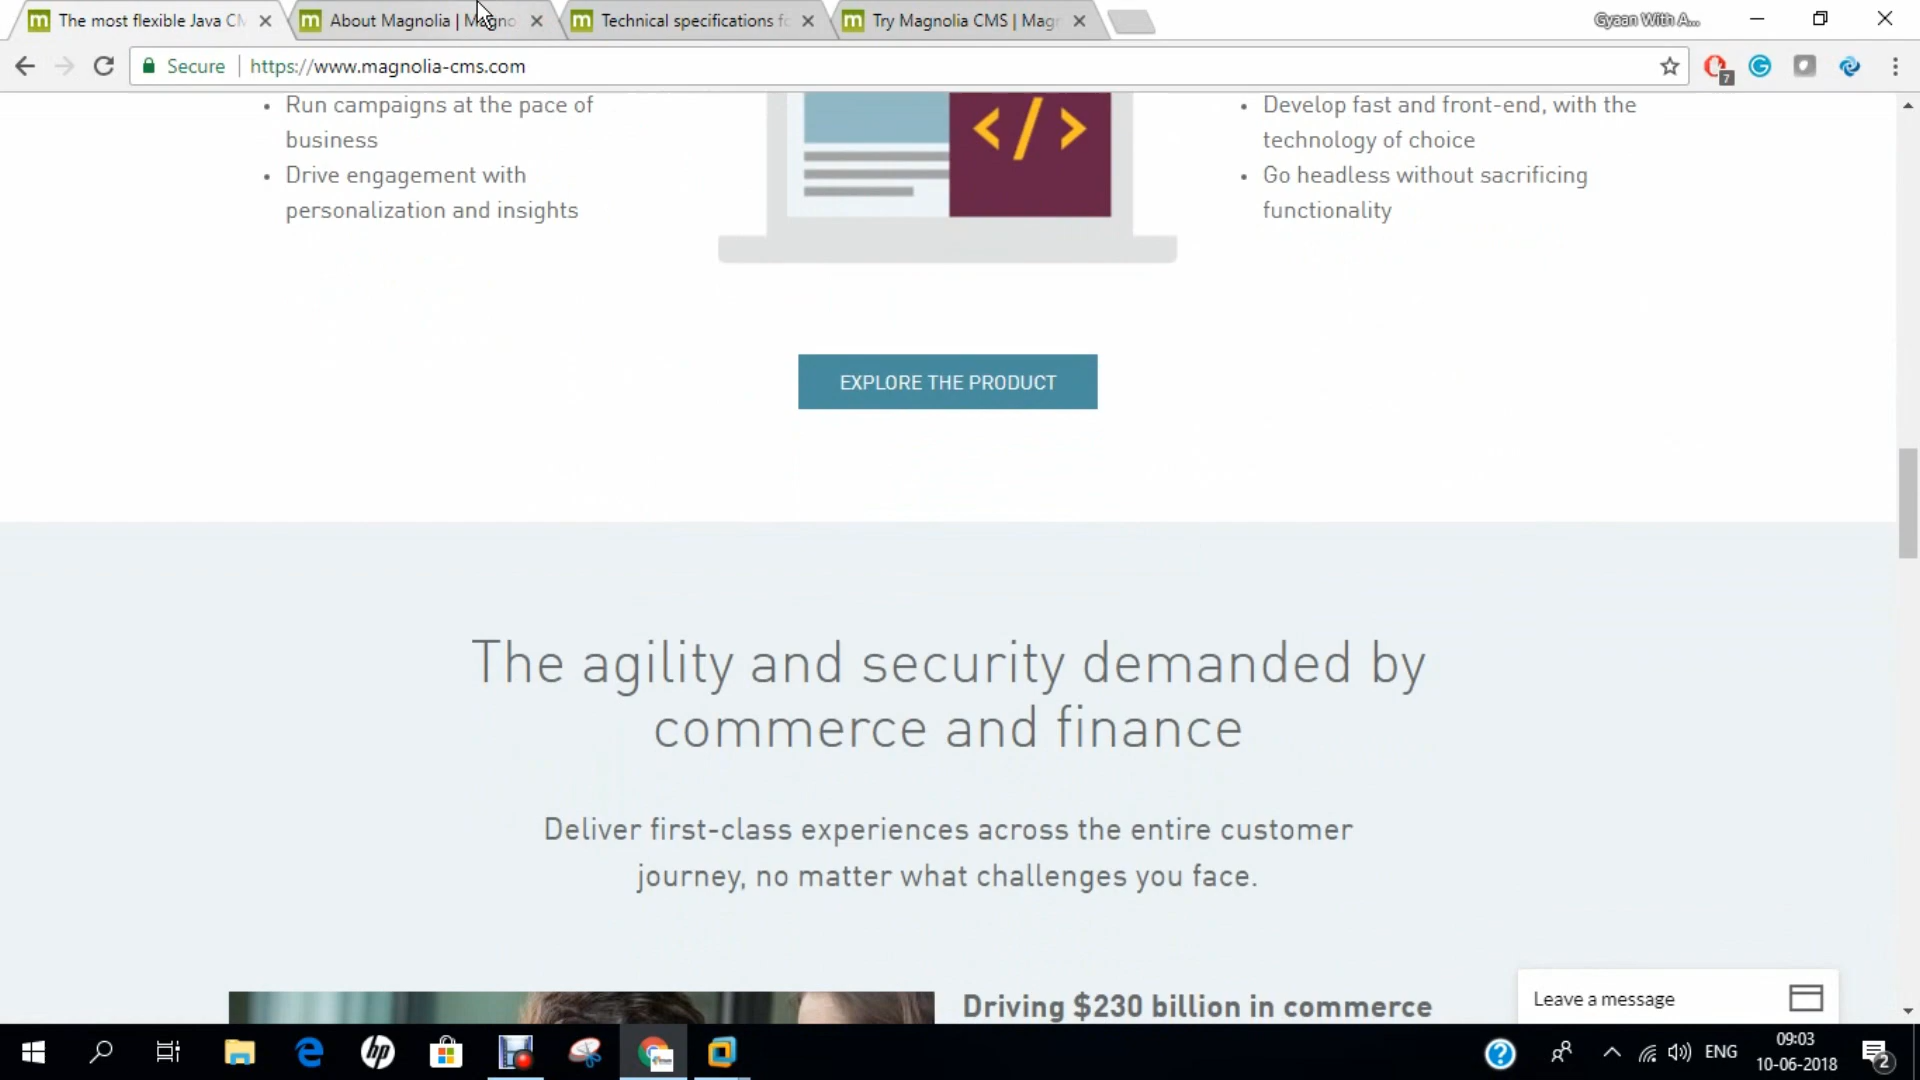 The most flexible Java CM
About Magnolia | Magno
Technical specifications fo
Try Magnolia CMS | Magn
Gyaan With A...
Secure
https://www.magnolia-cms.com
7
• Run campaigns at the pace of
business
• Drive engagement with
personalization and insights
</>
• Develop fast and front-end, with the
technology of choice
• Go headless without sacrificing
functionality
EXPLORE THE PRODUCT
The agility and security demanded by
commerce and finance
Deliver first-class experiences across the entire customer
journey, no matter what challenges you face.
Driving $230 billion in commerce
Leave a message
ENG
09:03
10-06-2018
2